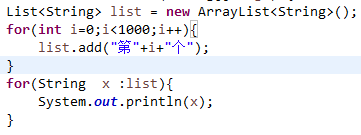 List<String> list = new ArrayList<String>();
for(int i=0;i<1000;i++){
list.add("第"+i+"个");
}
for(String x :list){
System.out.println(x);
}